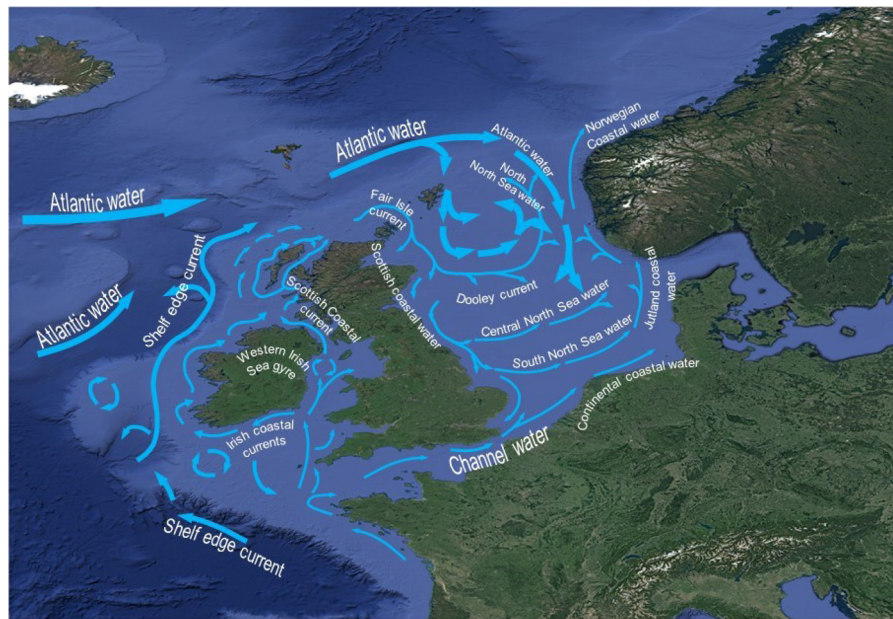 Atlantic water
Atlantic water
Norwegian
Coastal water
North
North Sea water
Atlantic water
Fair Isle
current
Shelf edge current
Scottish coastal water
Atlantic water
Scottish Coastal
current
Dooley current
Central North Sea water
Jutland coastal
water
Western Irish
Sea gyre
South North Sea water
Continental coastal water
Irish coastal
currents
Channel water
Shelf edge current